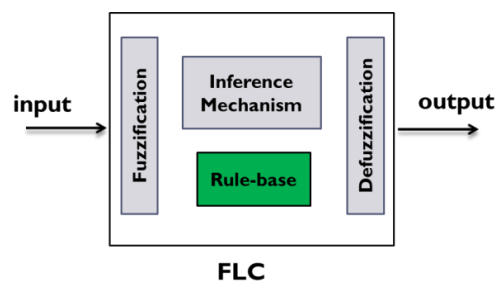 input
Fuzzification
Inference
Mechanism
Rule-base
Defuzzification
output
FLC